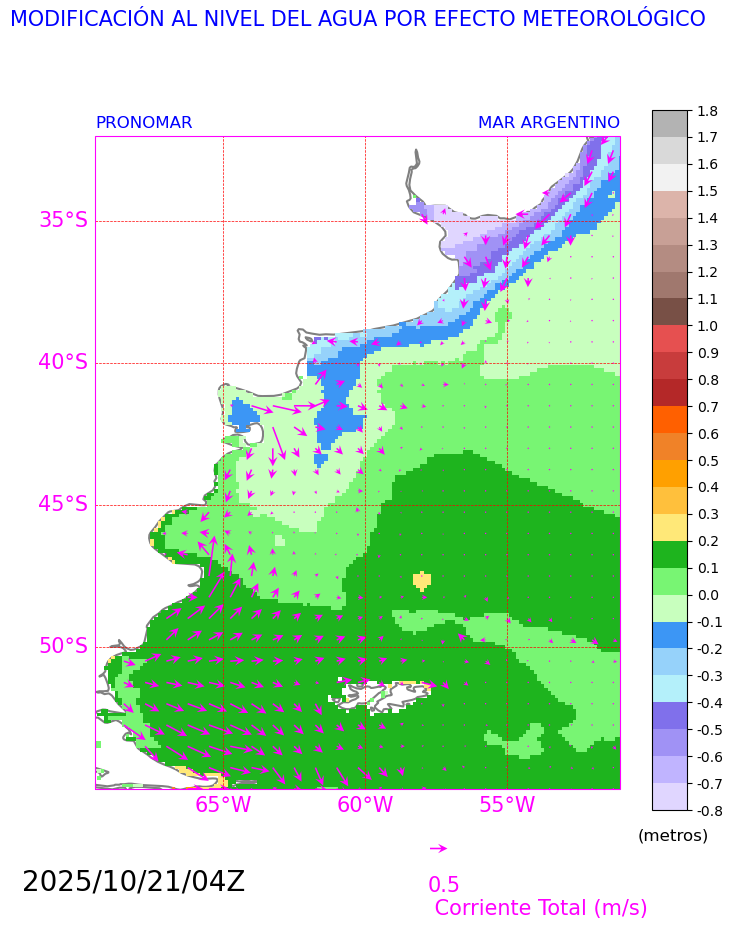 MODIFICACIÓN AL NIVEL DEL AGUA POR EFECTO METEOROLÓGICO
PRONOMAR MAR ARGENTINO
1.8
1.7
1.6
1.5
1.4
1.3
1.2
1.1
1.0
0.9
0.8
0.7
0.6
0.5
0.4
0.3
0.2
0.1
0.0
-0.1
-0.2
-0.3
-0.4
-0.5
-0.6
-0.7
-0.8
(metros)
35°S
40°S
45°S
50°S
65°W 60°W 55°W
2025/10/21/04Z
0.5
Corriente Total (m/s)